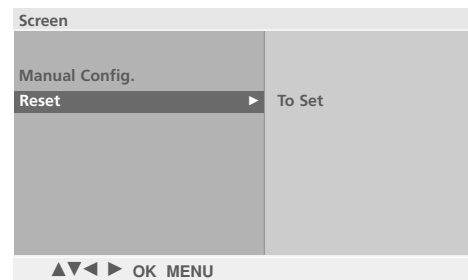 Screen
Manual Config.
Reset ► To Set
▲▼◄ ► OK MENU